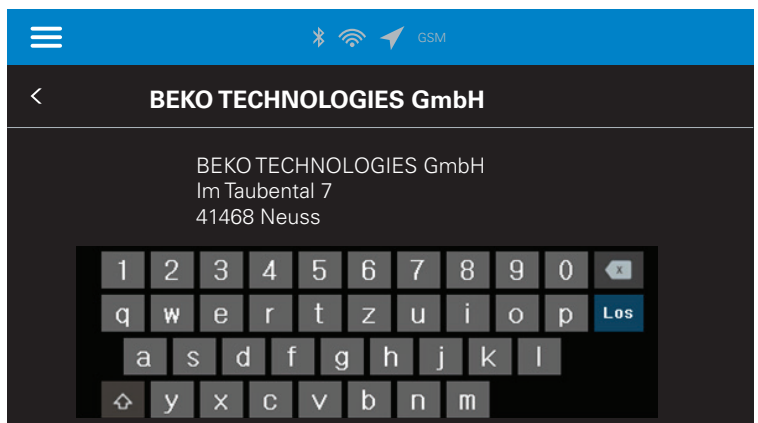 GSM
BEKO TECHNOLOGIES GmbH
BEKO TECHNOLOGIES GmbH
Im Taubental 7
41468 Neuss
1 2 3 4 5 6 7 8 9 0 x
q w e r t z u i o p Los
a s d f g h j k l
y x c v b n m